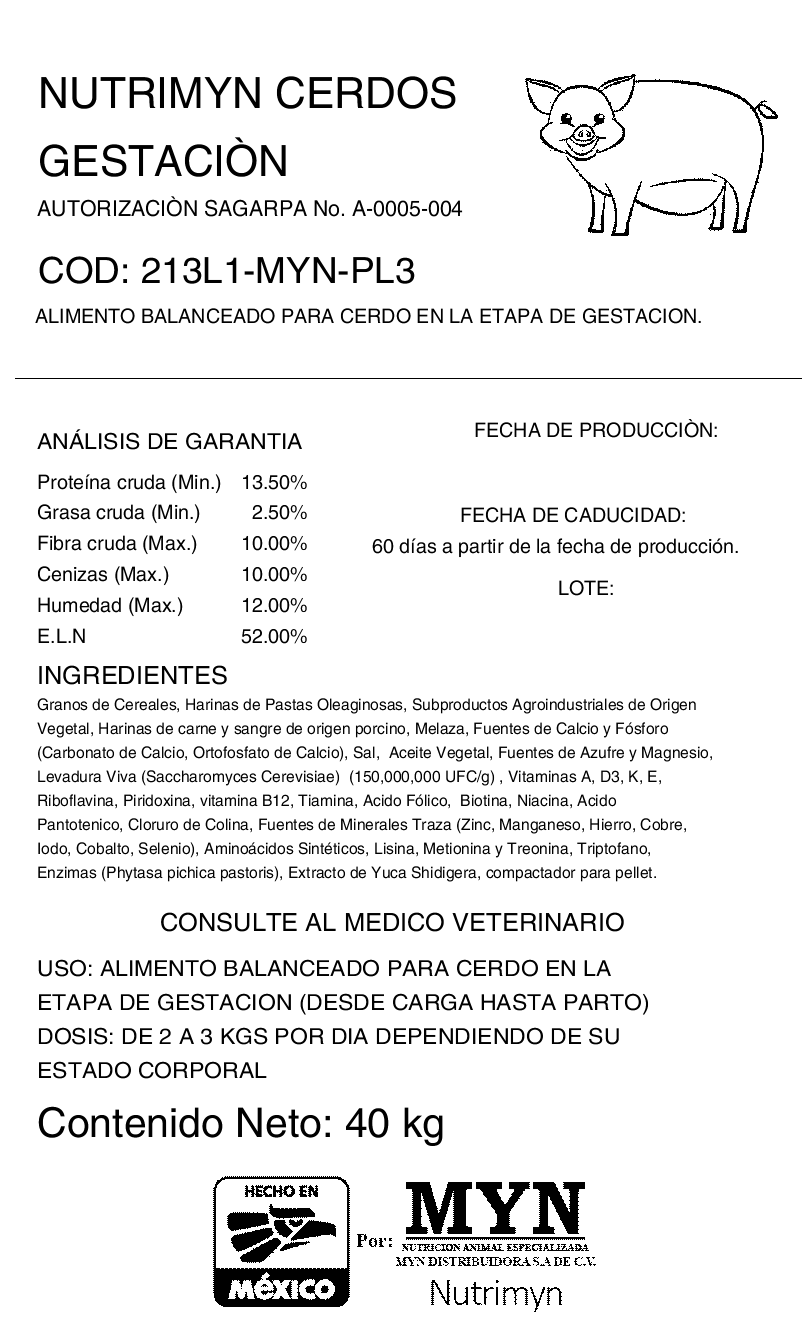 NUTRIMYN CERDOS
GESTACIÒN
AUTORIZACIÒN SAGARPA No. A-0005-004
COD: 213L1-MYN-PL3
ALIMENTO BALANCEADO PARA CERDO EN LA ETAPA DE GESTACION.
ANÁLISIS DE GARANTIA
Proteína cruda (Min.) 13.50%
Grasa cruda (Min.) 2.50%
Fibra cruda (Max.) 10.00%
Cenizas (Max.) 10.00%
Humedad (Max.) 12.00%
E.L.N 52.00%
FECHA DE PRODUCCIÒN:
FECHA DE CADUCIDAD:
60 días a partir de la fecha de producción.
LOTE:
INGREDIENTES
Granos de Cereales, Harinas de Pastas Oleaginosas, Subproductos Agroindustriales de Origen
Vegetal, Harinas de carne y sangre de origen porcino, Melaza, Fuentes de Calcio y Fósforo
(Carbonato de Calcio, Ortofosfato de Calcio), Sal, Aceite Vegetal, Fuentes de Azufre y Magnesio,
Levadura Viva (Saccharomyces Cerevisiae) (150,000,000 UFC/g) , Vitaminas A, D3, K, E,
Riboflavina, Piridoxina, vitamina B12, Tiamina, Acido Fólico, Biotina, Niacina, Acido
Pantotenico, Cloruro de Colina, Fuentes de Minerales Traza (Zinc, Manganeso, Hierro, Cobre,
Iodo, Cobalto, Selenio), Aminoácidos Sintéticos, Lisina, Metionina y Treonina, Triptofano,
Enzimas (Phytasa pichica pastoris), Extracto de Yuca Shidigera, compactador para pellet.
CONSULTE AL MEDICO VETERINARIO
USO: ALIMENTO BALANCEADO PARA CERDO EN LA
ETAPA DE GESTACION (DESDE CARGA HASTA PARTO)
DOSIS: DE 2 A 3 KGS POR DIA DEPENDIENDO DE SU
ESTADO CORPORAL
Contenido Neto: 40 kg
HECHO EN
MéXICO
Por:
MYN
NUTRICION ANIMAL ESPECIALIZADA
MYN DISTRIBUIDORA S.A DE C.V.
Nutrimyn